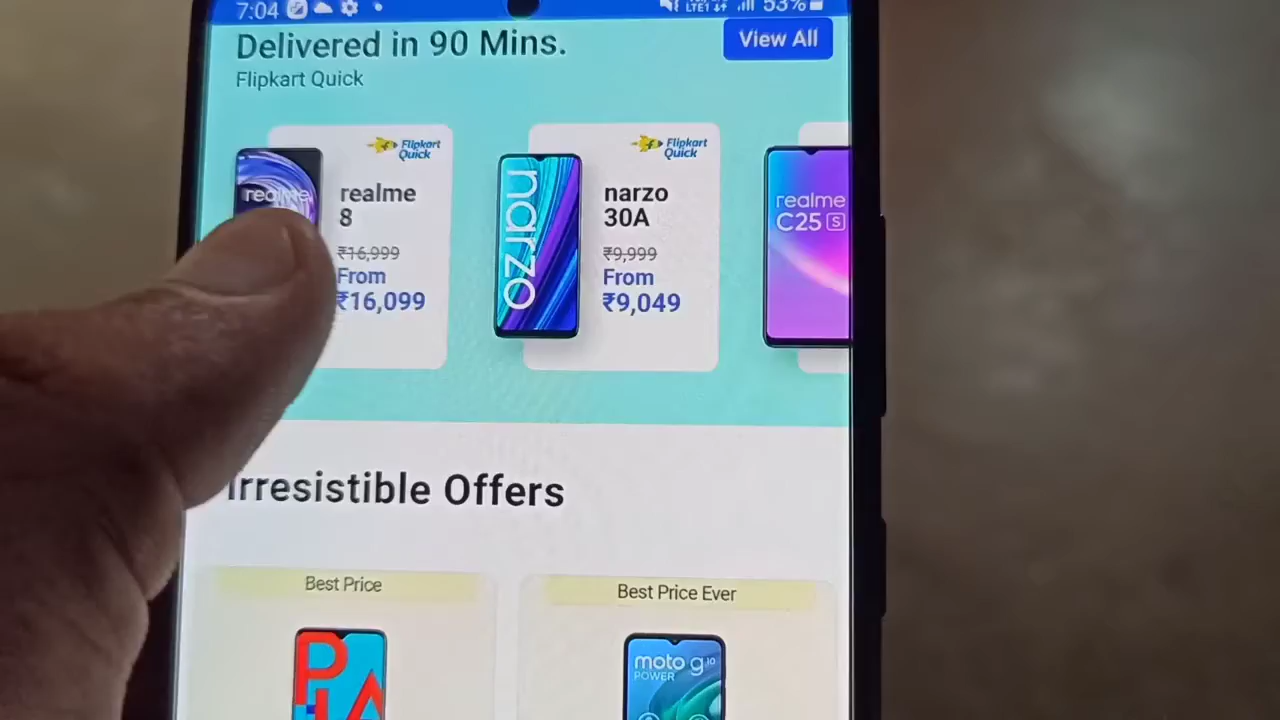 7:04
LTE1 53%
Delivered in 90 Mins.
View All
Flipkart Quick
Flipkart
Quick
realme
realme
8
₹16,999
From
₹16,099
Flipkart
Quick
narzo
narzo
30A
₹9,999
From
₹9,049
realme
C25 S
Irresistible Offers
Best Price
Best Price Ever
moto g10
POWER